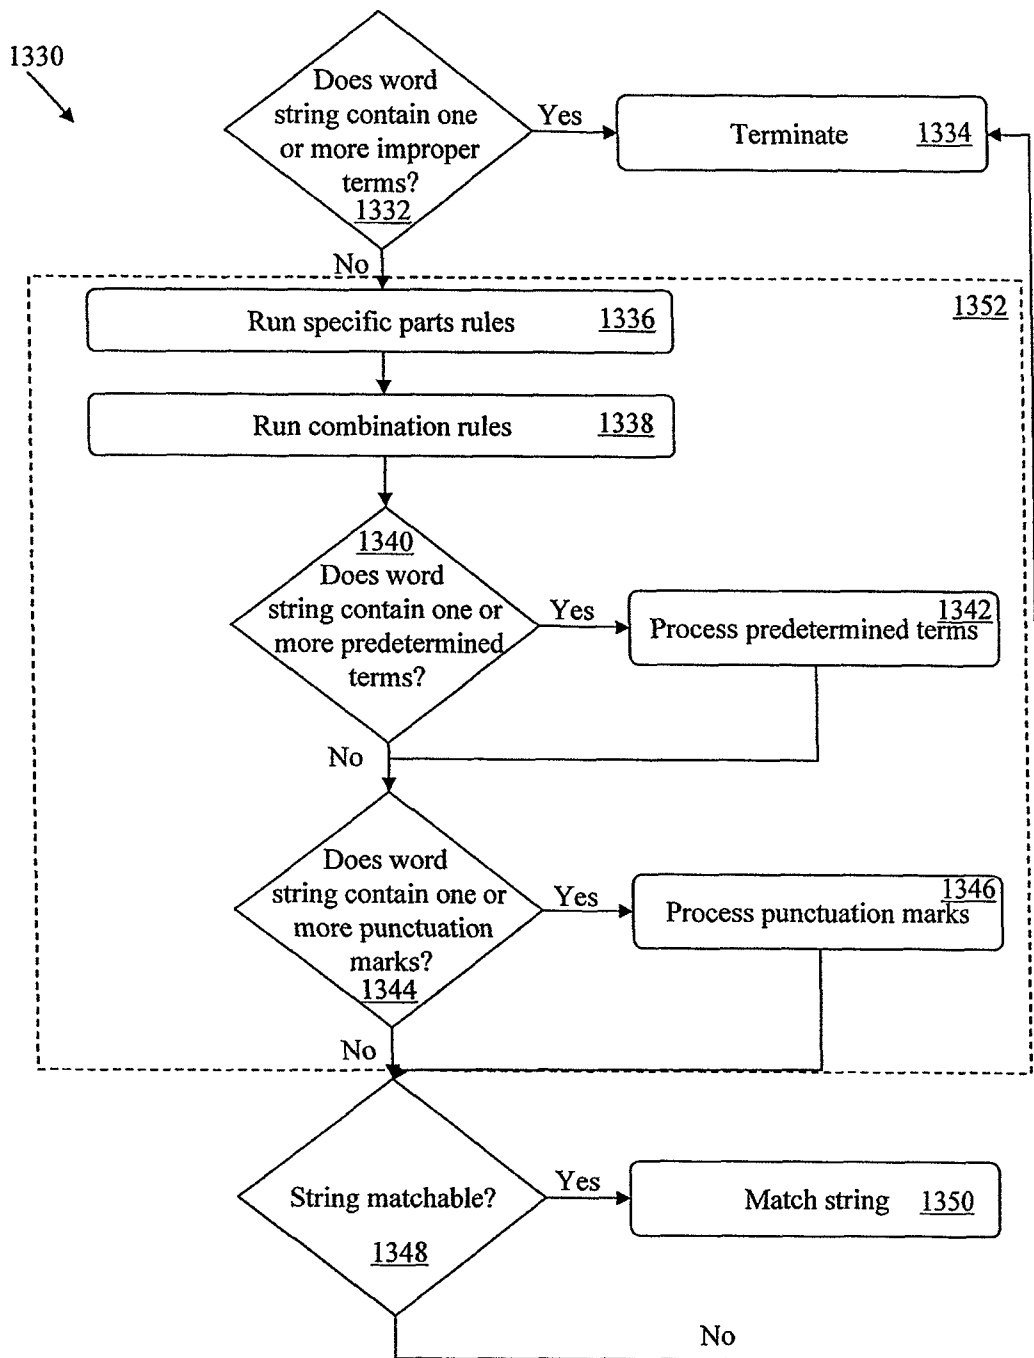 1330
Does word
string contain one
or more improper
terms?
1332
Yes
Terminate 1334
No
1352
Run specific parts rules 1336
Run combination rules 1338
1340
Does word
string contain one or
more predetermined
terms?
Yes
1342
Process predetermined terms
No
Does word
string contain one or
more punctuation
marks?
1344
Yes
1346
Process punctuation marks
No
String matchable?
1348
Yes
Match string 1350
No